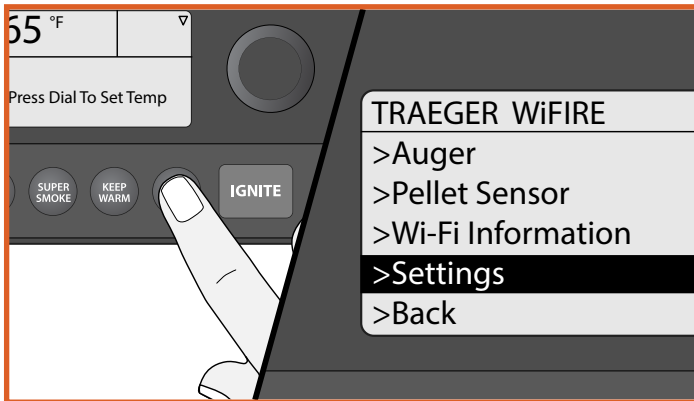 65 °F
Press Dial To Set Temp
SUPER
SMOKE
KEEP
WARM
IGNITE
TRAEGER WiFIRE
>Auger
>Pellet Sensor
>Wi-Fi Information
>Settings
>Back